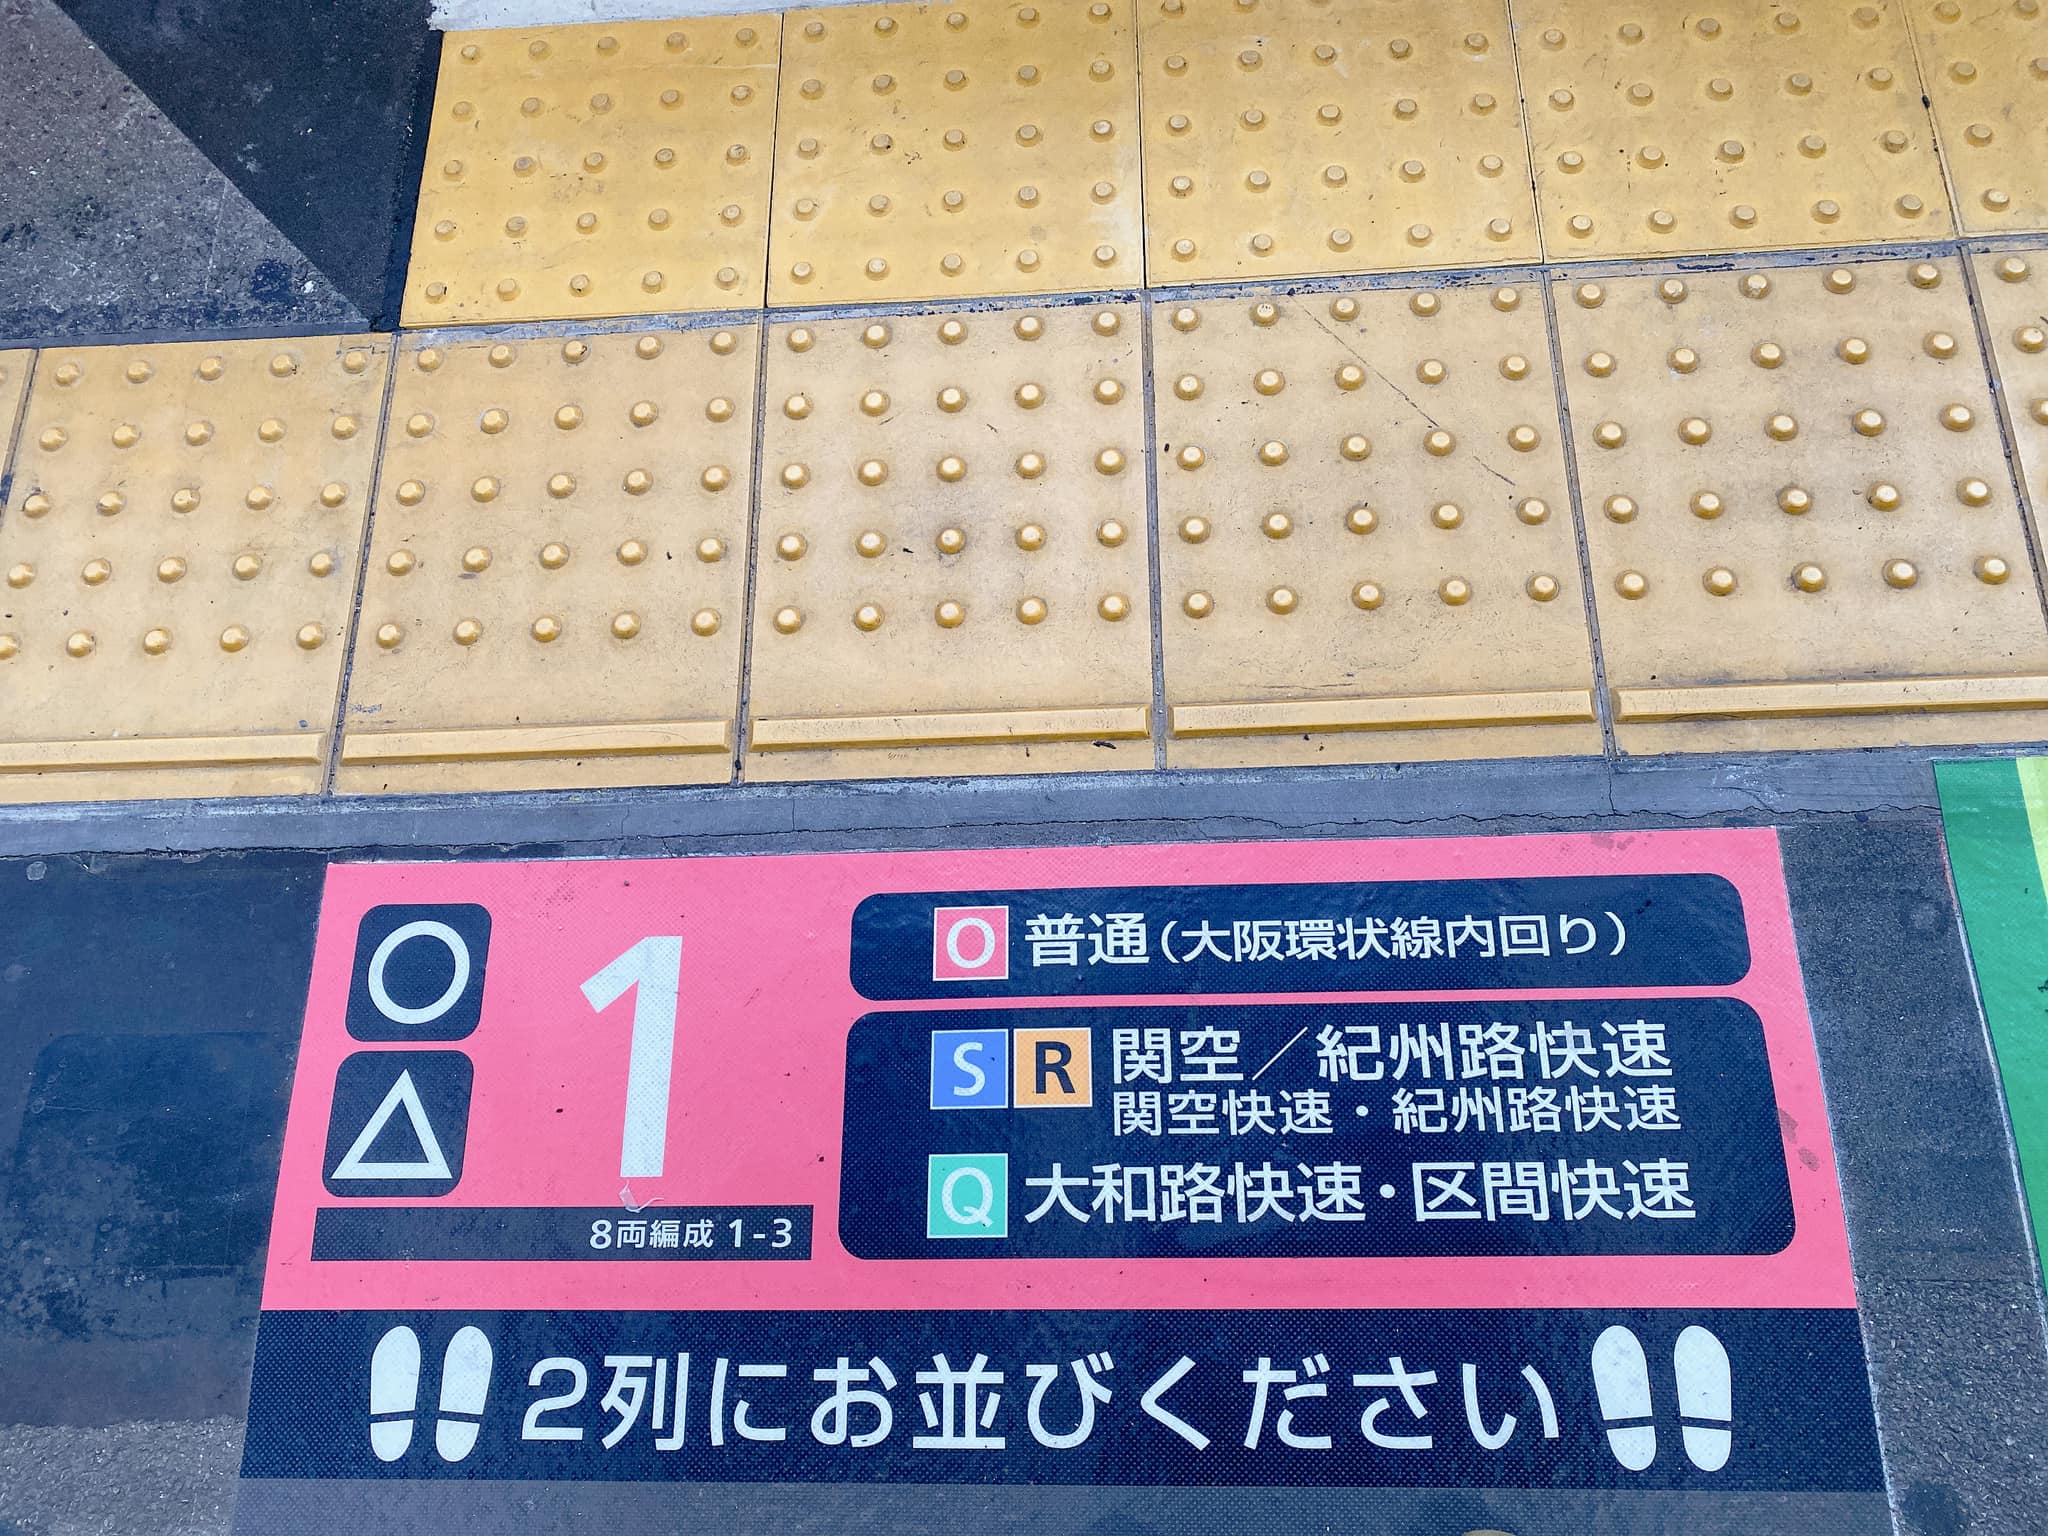 ○ 1
△
8両編成 1-3
O 普通(大阪環状線内回り)
S R 関空／紀州路快速
関空快速・紀州路快速
Q 大和路快速・区間快速
2列にお並びください